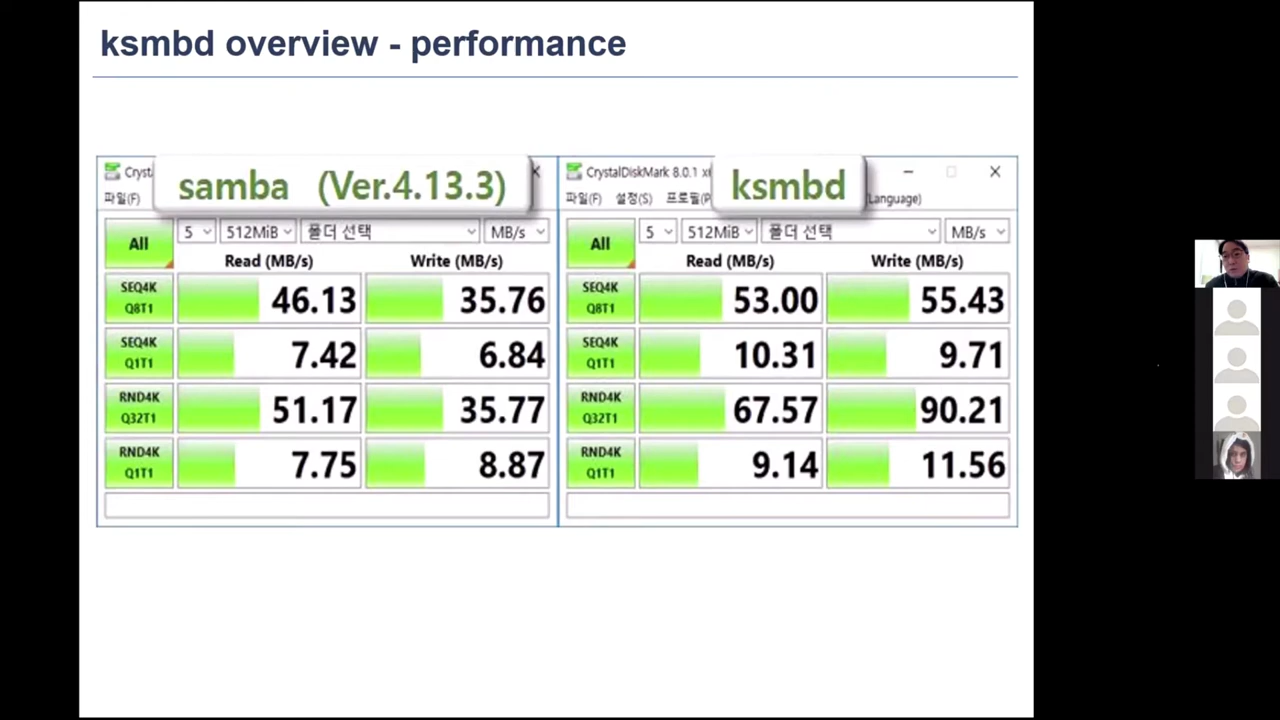 ksmbd overview - performance
samba (Ver.4.13.3)
파일(F)
All
5 512MiB 폴더 선택 MB/s
Read (MB/s) Write (MB/s)
SEQ4K
Q8T1
46.13 35.76
SEQ4K
Q1T1
7.42 6.84
RND4K
Q32T1
51.17 35.77
RND4K
Q1T1
7.75 8.87
CrystalDiskMark 8.0.1
ksmbd
파일(F) 설정(S) Language)
All
5 512MiB 폴더 선택 MB/s
Read (MB/s) Write (MB/s)
SEQ4K
Q8T1
53.00 55.43
SEQ4K
Q1T1
10.31 9.71
RND4K
Q32T1
67.57 90.21
RND4K
Q1T1
9.14 11.56